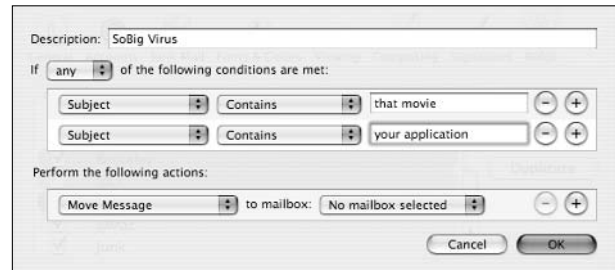 Description: SoBig Virus
If any of the following conditions are met:
Subject Contains that movie
Subject Contains your application
Perform the following actions:
Move Message to mailbox: No mailbox selected
Cancel OK